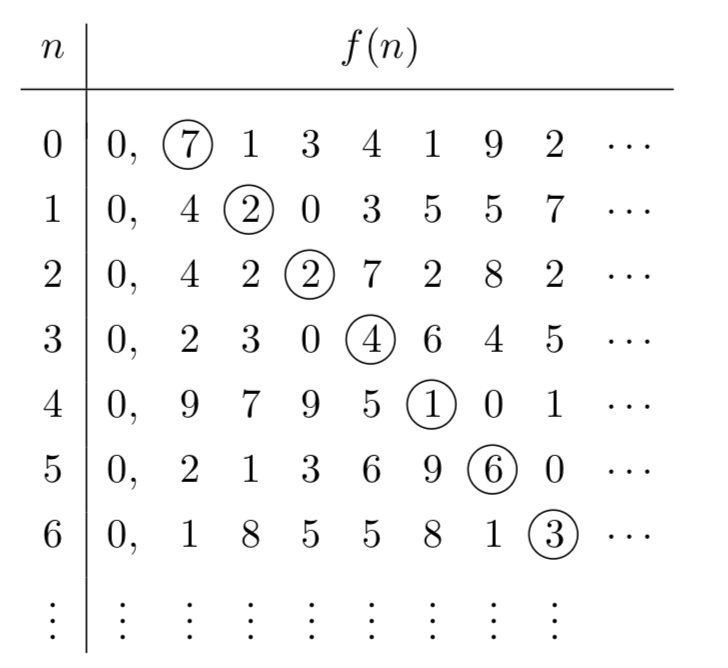 n f(n)
0 0, 7 1 3 4 1 9 2 ⋯
1 0, 4 2 0 3 5 5 7 ⋯
2 0, 4 2 2 7 2 8 2 ⋯
3 0, 2 3 0 4 6 4 5 ⋯
4 0, 9 7 9 5 1 0 1 ⋯
5 0, 2 1 3 6 9 6 0 ⋯
6 0, 1 8 5 5 8 1 3 ⋯
⋮ ⋮ ⋮ ⋮ ⋮ ⋮ ⋮ ⋮ ⋮